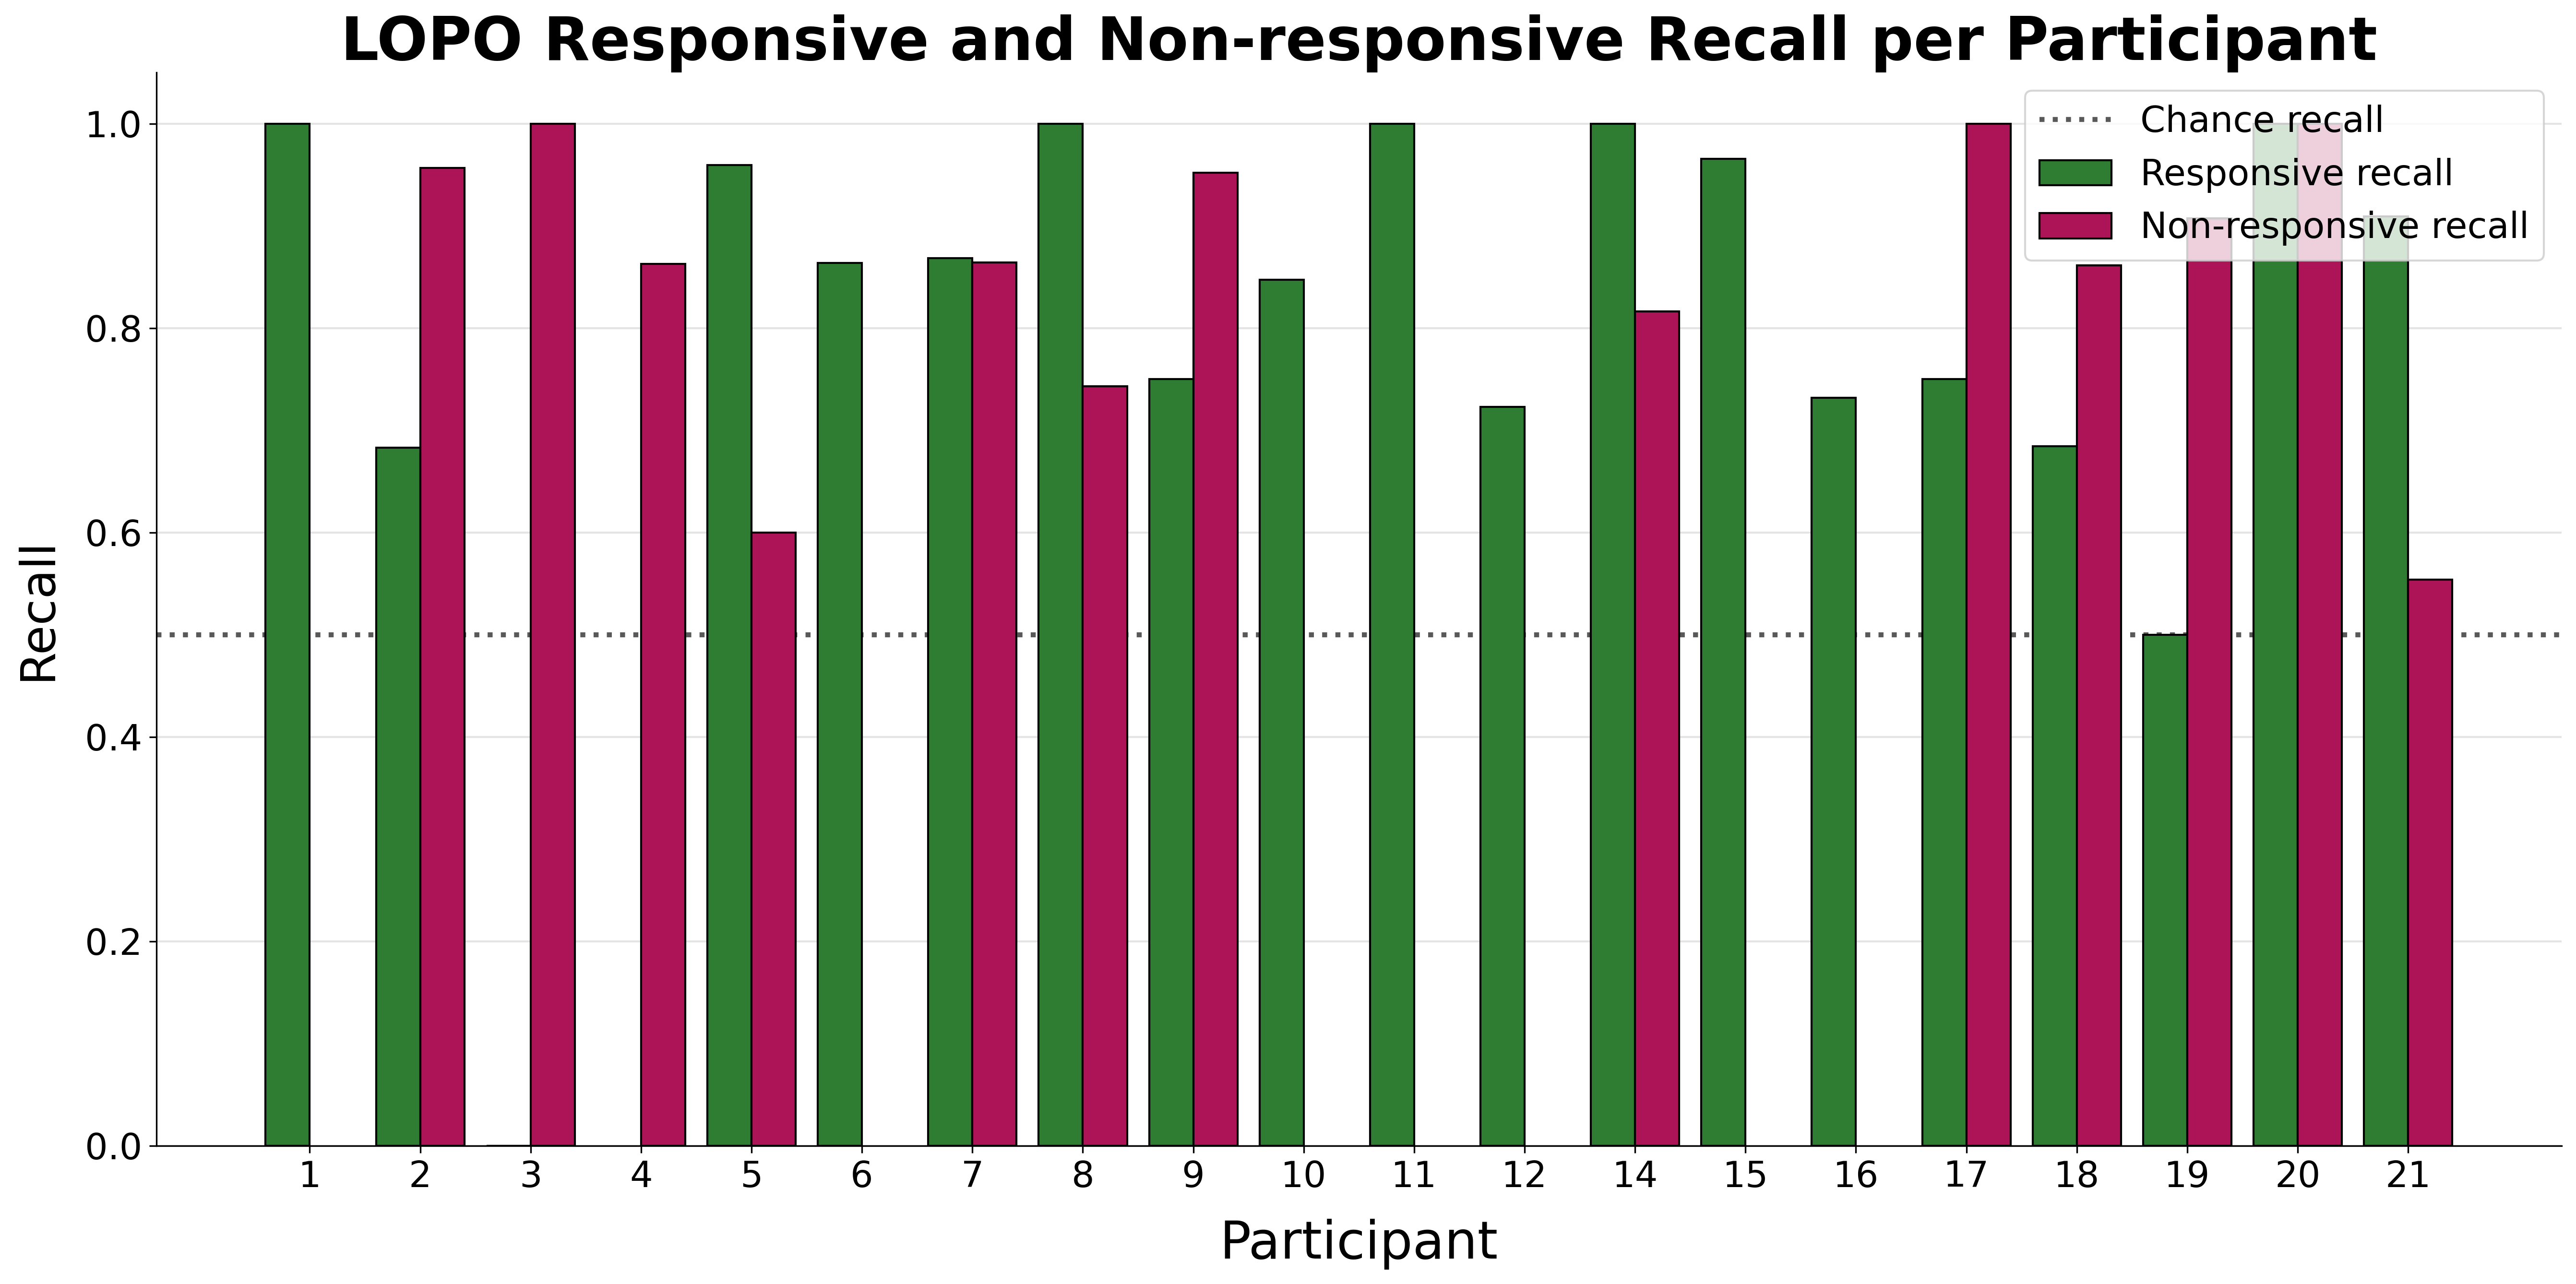 LOPO Responsive and Non-responsive Recall per Participant
Chance recall
Responsive recall
Non-responsive recall
Recall
1.0
0.8
0.6
0.4
0.2
0.0
1 2 3 4 5 6 7 8 9 10 11 12 14 15 16 17 18 19 20 21
Participant